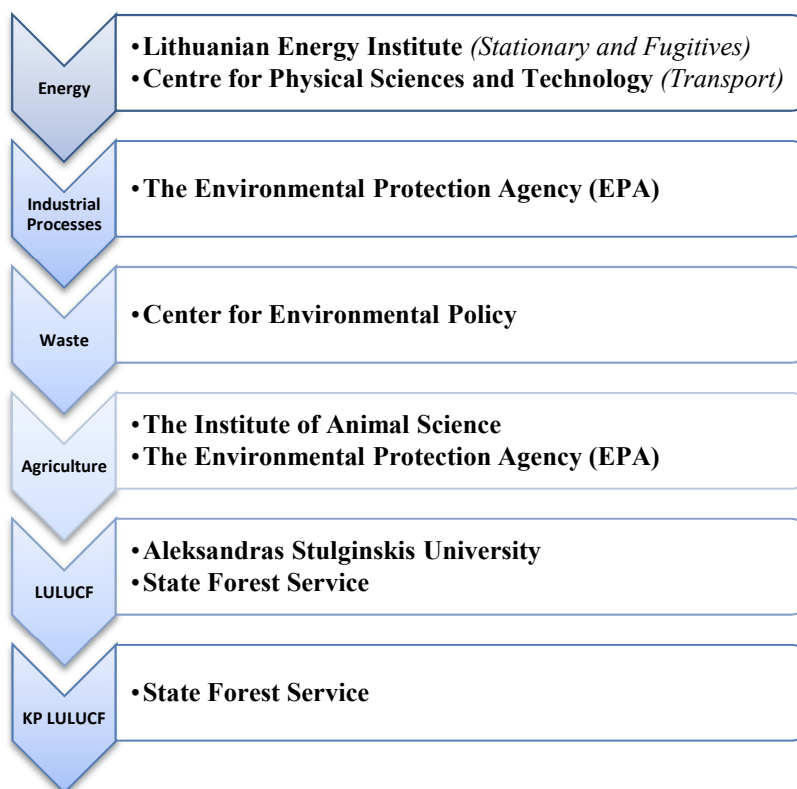 Energy
•Lithuanian Energy Institute (Stationary and Fugitives)
•Centre for Physical Sciences and Technology (Transport)
Industrial
Processes
•The Environmental Protection Agency (EPA)
Waste
•Center for Environmental Policy
Agriculture
•The Institute of Animal Science
•The Environmental Protection Agency (EPA)
LULUCF
•Aleksandras Stulginskis University
•State Forest Service
KP LULUCF
•State Forest Service